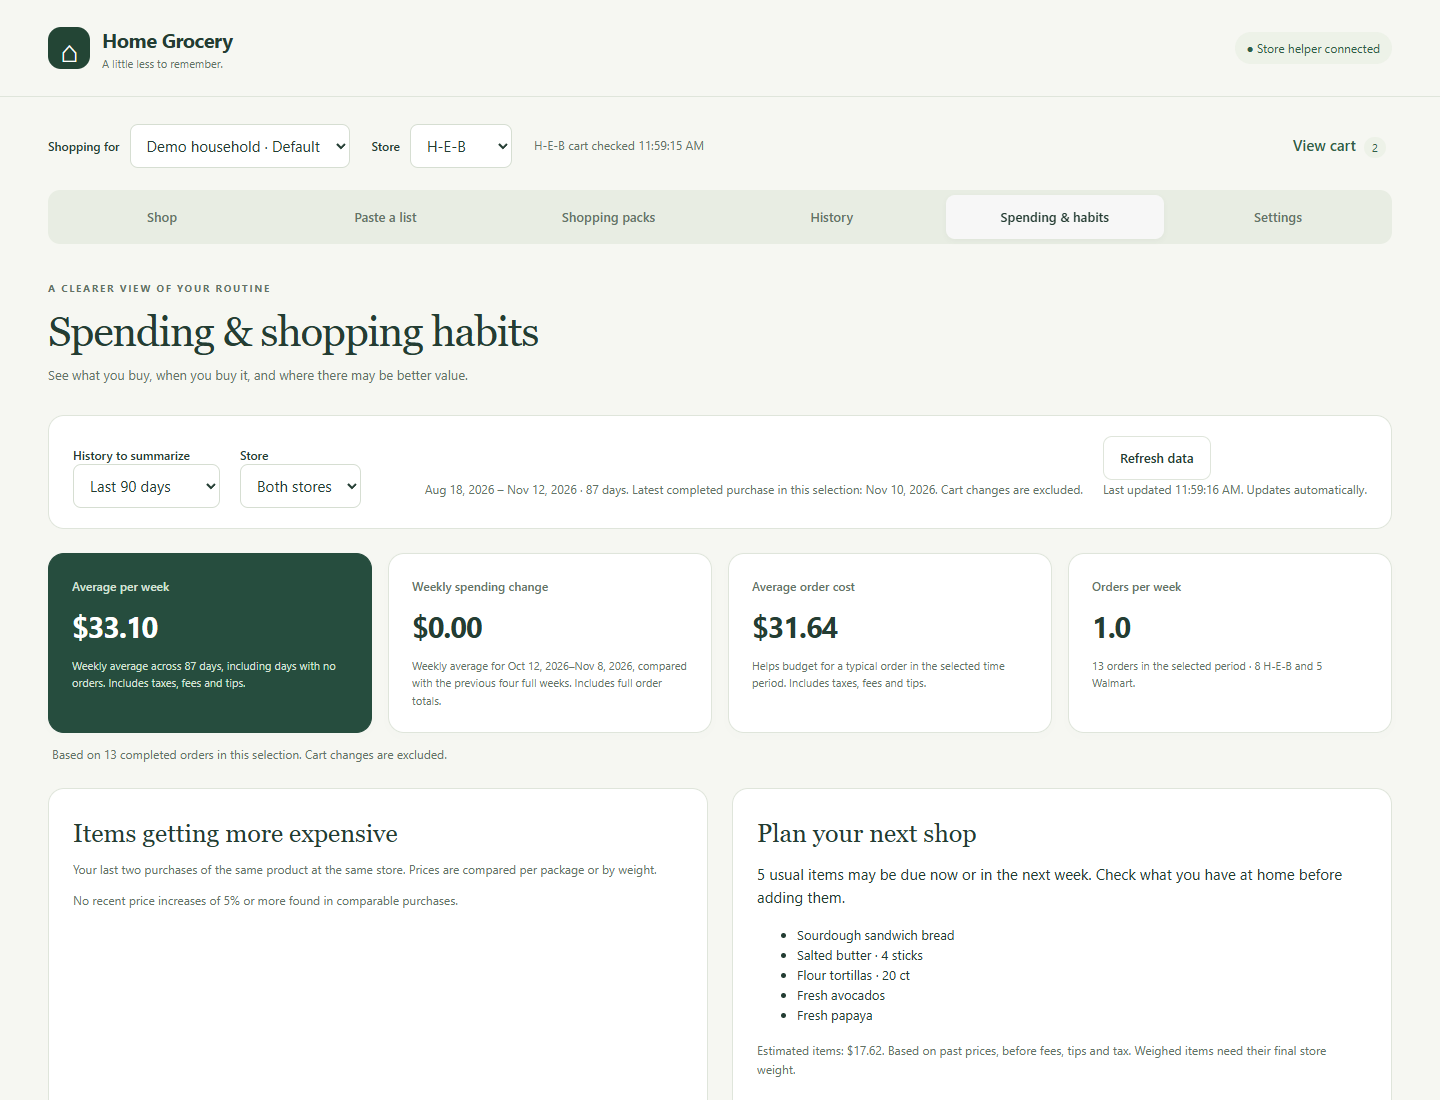 Home Grocery
A little less to remember.
● Store helper connected
Shopping for
Demo household · Default
Store
H-E-B
H-E-B cart checked 11:59:15 AM
View cart 2
Shop
Paste a list
Shopping packs
History
Spending & habits
Settings
A CLEARER VIEW OF YOUR ROUTINE
Spending & shopping habits
See what you buy, when you buy it, and where there may be better value.
History to summarize
Last 90 days
Store
Both stores
Aug 18, 2026 – Nov 12, 2026 · 87 days. Latest completed purchase in this selection: Nov 10, 2026. Cart changes are excluded.
Refresh data
Last updated 11:59:16 AM. Updates automatically.
Average per week
$33.10
Weekly average across 87 days, including days with no
orders. Includes taxes, fees and tips.
Weekly spending change
$0.00
Weekly average for Oct 12, 2026–Nov 8, 2026, compared
with the previous four full weeks. Includes full order
totals.
Average order cost
$31.64
Helps budget for a typical order in the selected time
period. Includes taxes, fees and tips.
Orders per week
1.0
13 orders in the selected period · 8 H-E-B and 5
Walmart.
Based on 13 completed orders in this selection. Cart changes are excluded.
Items getting more expensive
Your last two purchases of the same product at the same store. Prices are compared per package or by weight.
No recent price increases of 5% or more found in comparable purchases.
Plan your next shop
5 usual items may be due now or in the next week. Check what you have at home before
adding them.
• Sourdough sandwich bread
• Salted butter · 4 sticks
• Flour tortillas · 20 ct
• Fresh avocados
• Fresh papaya
Estimated items: $17.62. Based on past prices, before fees, tips and tax. Weighed items need their final store
weight.